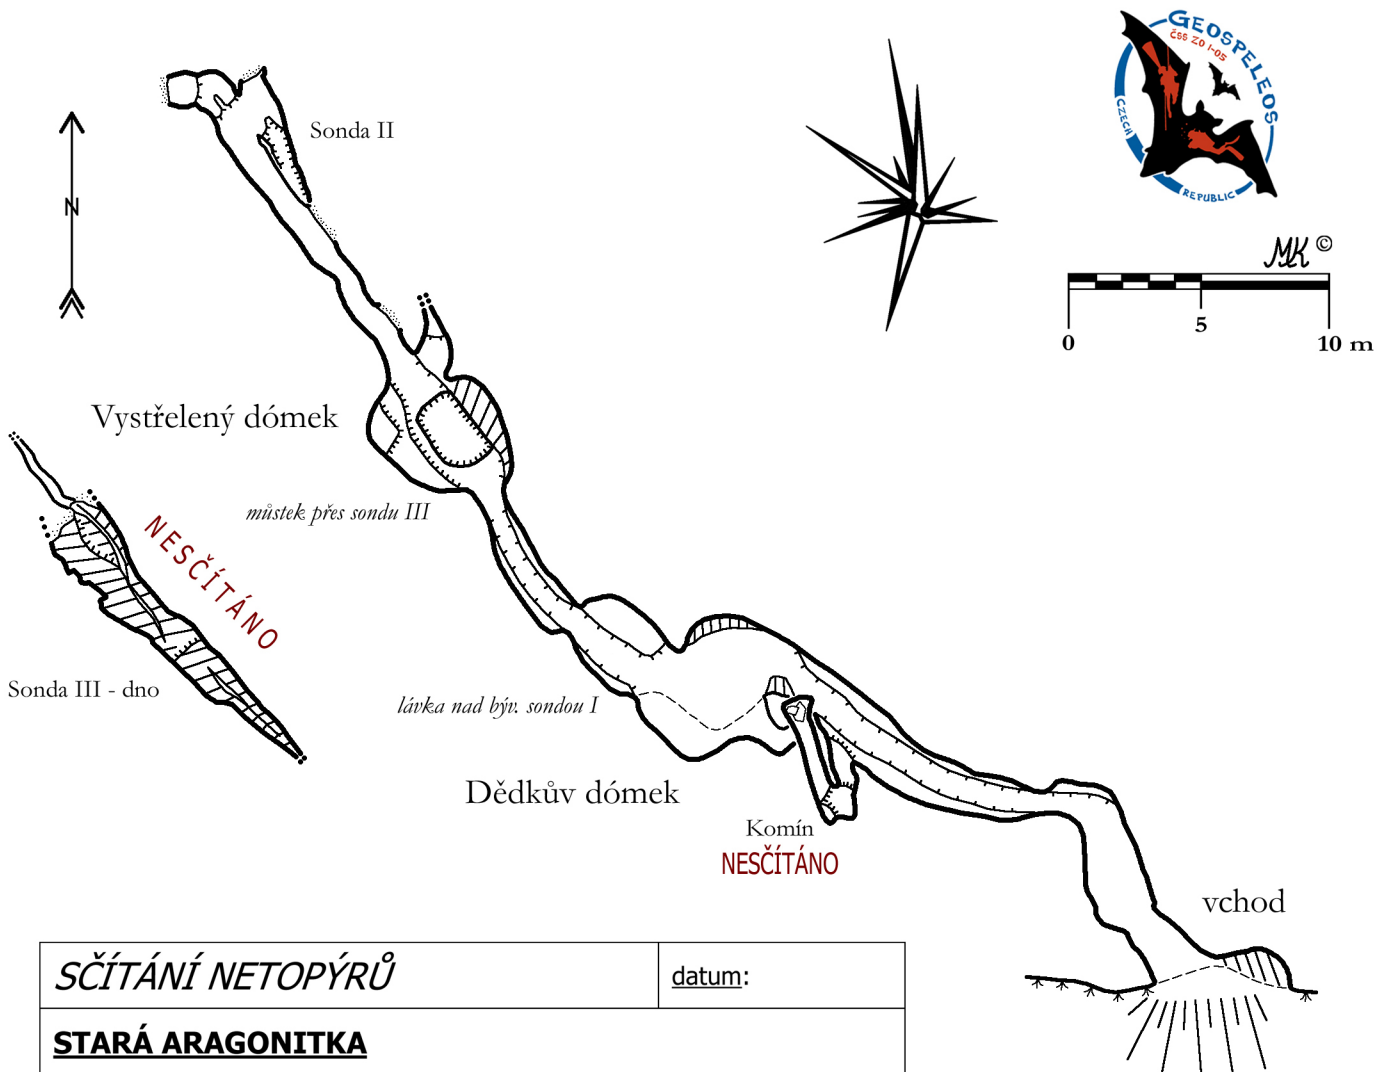 GEOSPELEOS
ČSS ZO 1-05
CZECH
REPUBLIC
Sonda II
N
MK ©
5
0
10 m
Vystřelený dómek
můstek přes sondu III
NESČÍTÁNO
Sonda III - dno
lávka nad býv. sondou I
Dědkův dómek
Komín
NESČÍTÁNO
vchod
SČÍTÁNÍ NETOPÝRŮ
datum:
STARÁ ARAGONITKA